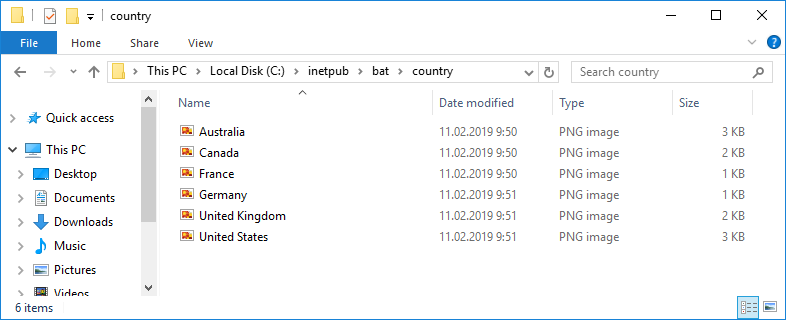 country
File Home Share View
This PC Local Disk (C:) inetpub bat country Search country
Name Date modified Type Size
Quick access
This PC
Desktop
Documents
Downloads
Music
Pictures
Videos
Australia 11.02.2019 9:50 PNG image 3 KB
Canada 11.02.2019 9:50 PNG image 2 KB
France 11.02.2019 9:50 PNG image 1 KB
Germany 11.02.2019 9:51 PNG image 1 KB
United Kingdom 11.02.2019 9:51 PNG image 2 KB
United States 11.02.2019 9:51 PNG image 3 KB
6 items